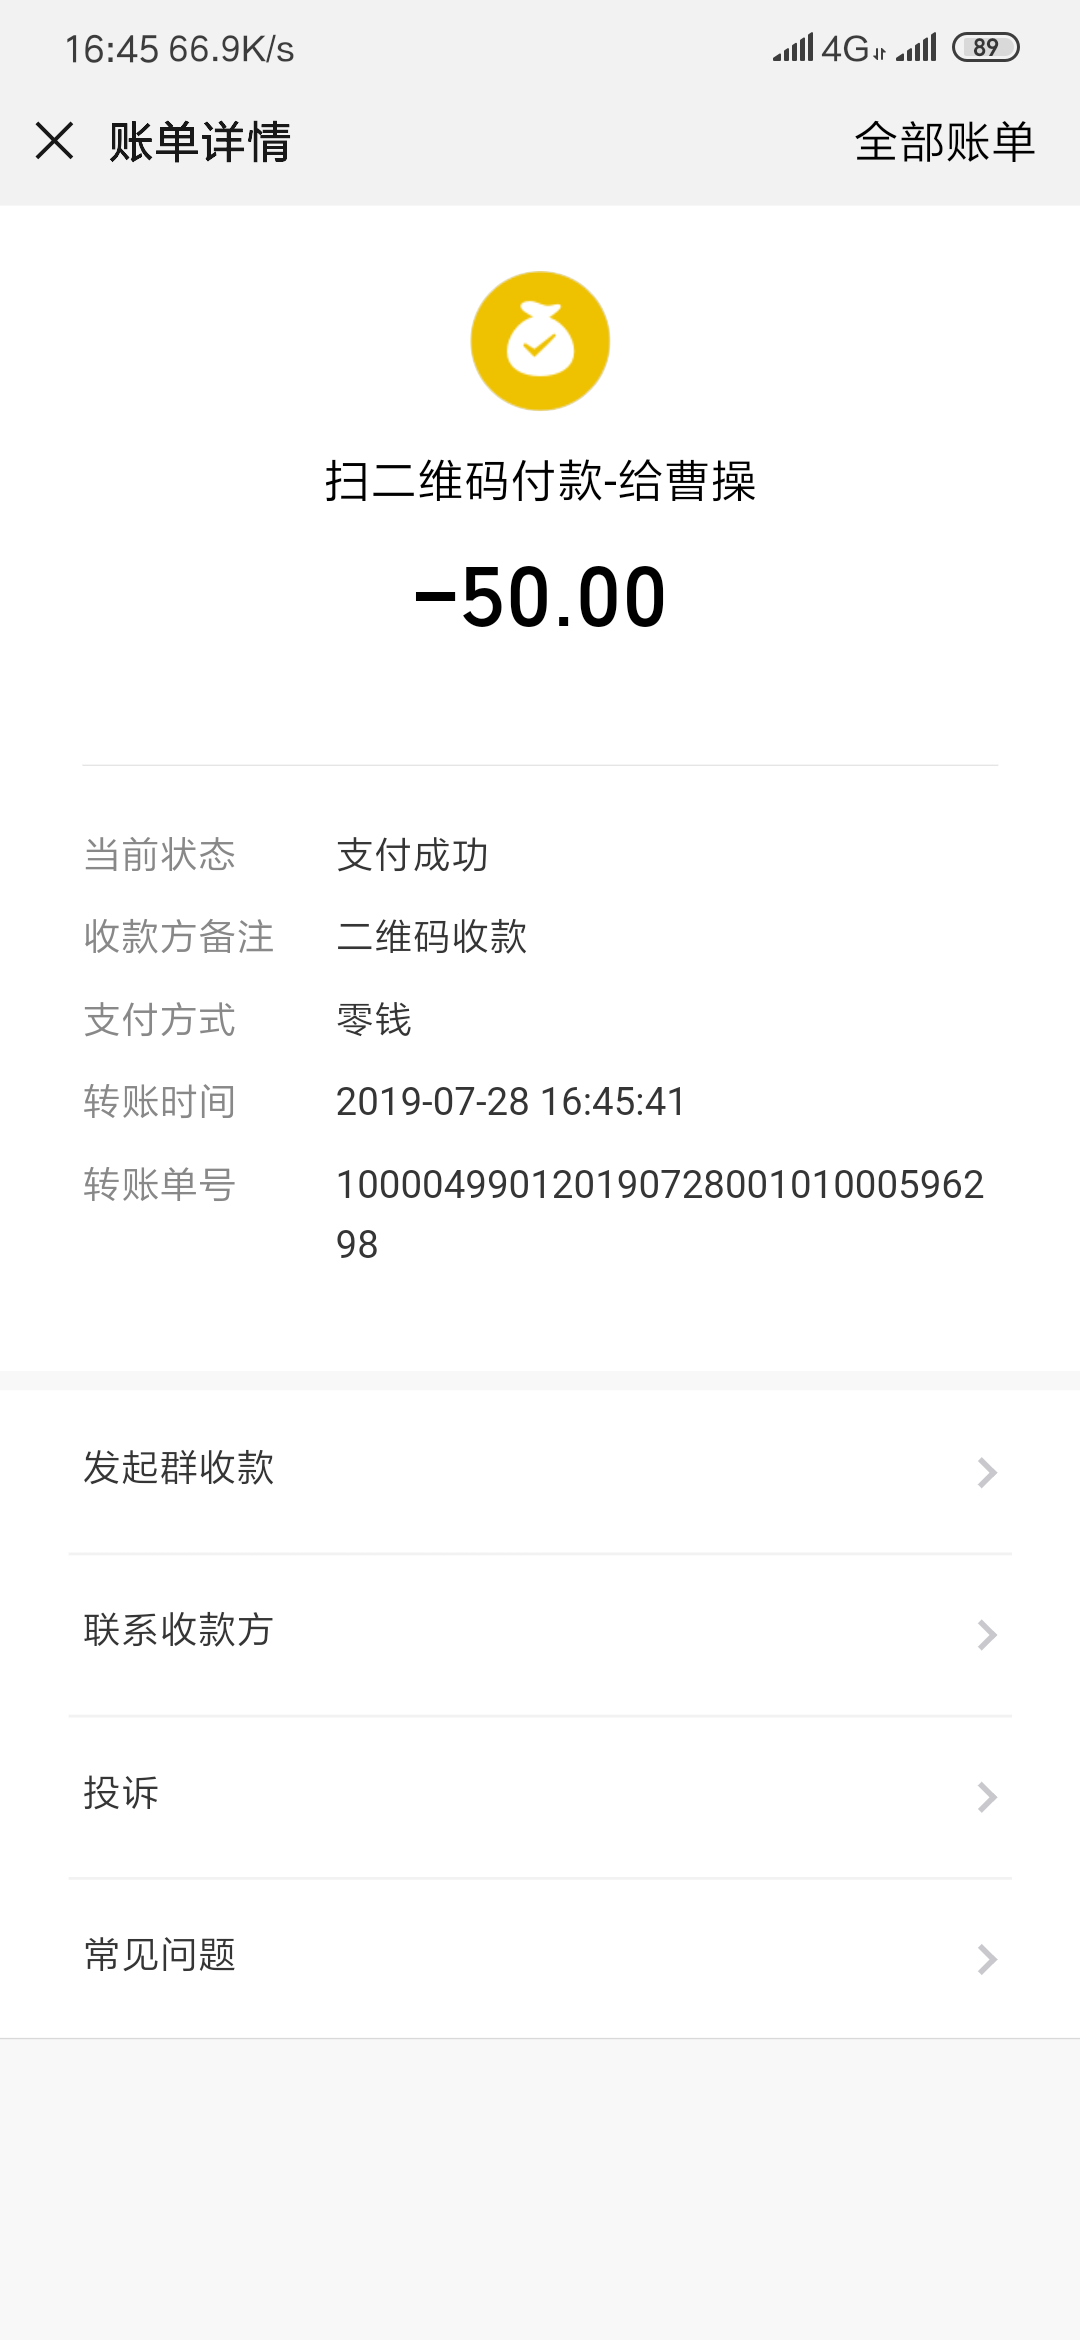 16:45 66.9K/s 4G 89
账单详情 全部账单
扫二维码付款-给曹操
-50.00
当前状态 支付成功
收款方备注 二维码收款
支付方式 零钱
转账时间 2019-07-28 16:45:41
转账单号 100004990120190728001010005962
98
发起群收款
联系收款方
投诉
常见问题